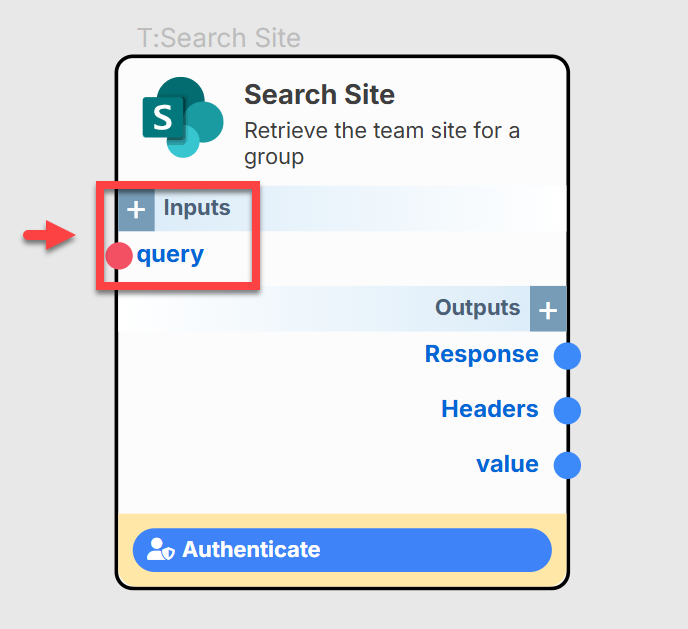 T:Search Site
S
Search Site
Retrieve the team site for a
group
+ Inputs
query
Outputs +
Response
Headers
value
Authenticate